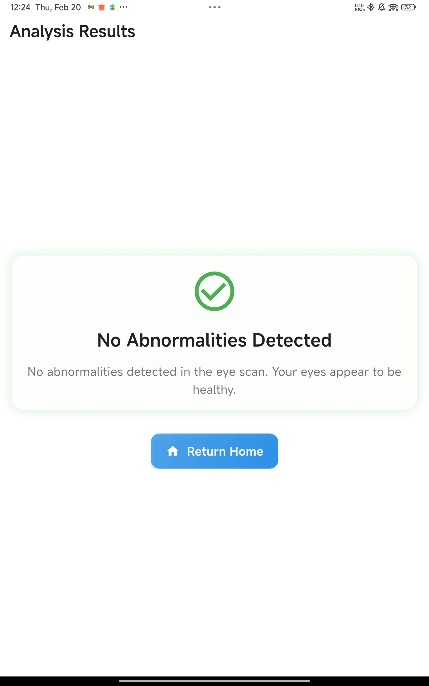 12:24 Thu, Feb 20
Analysis Results
No Abnormalities Detected
No abnormalities detected in the eye scan. Your eyes appear to be
healthy.
Return Home